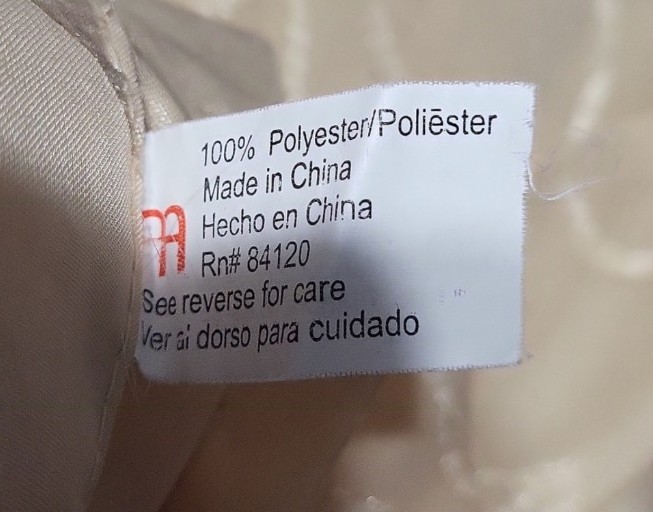 100% Polyester/Poliēster
Made in China
Hecho en China
Rn# 84120
See reverse for care
Ver al dorso para cuidado